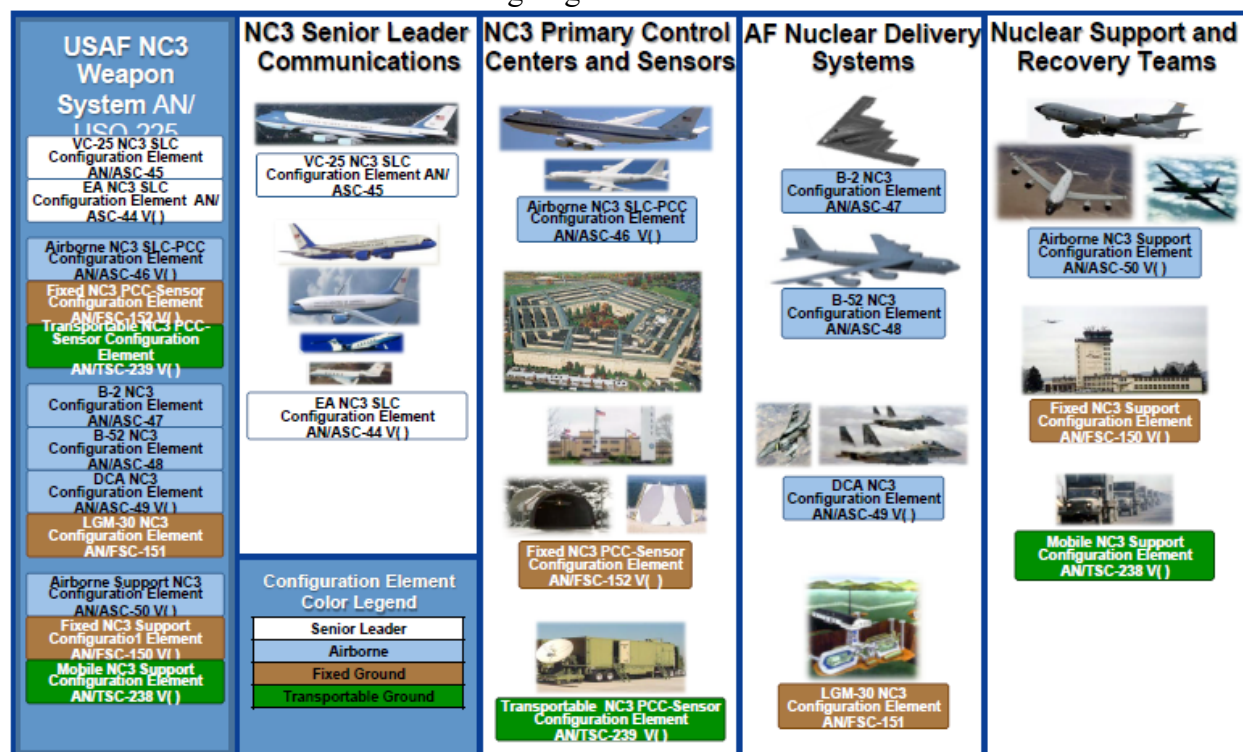 USAF NC3
Weapon
System AN/
USQ-225
VC-25 NC3 SLC
Configuration Element
AN/ASC-45
EA NC3 SLC
Configuration Element AN/
ASC-44 V( )
Airborne NC3 SLC-PCC
Configuration Element
AN/ASC-46 V( )
Fixed NC3 PCC-Sensor
Configuration Element
AN/FSC-152 V( )
Transportable NC3 PCC-
Sensor Configuration
Element
AN/TSC-239 V( )
B-2 NC3
Configuration Element
AN/ASC-47
B-52 NC3
Configuration Element
AN/ASC-48
DCA NC3
Configuration Element
AN/ASC-49 V( )
LGM-30 NC3
Configuration Element
AN/FSC-151
Airborne Support NC3
Configuration Element
AN/ASC-50 V( )
Fixed NC3 Support
Configuratio1 Element
AN/FSC-150 V( )
Mobile NC3 Support
Configuration Element
AN/TSC-238 V( )
NC3 Senior Leader
Communications
VC-25 NC3 SLC
Configuration Element AN/
ASC-45
EA NC3 SLC
Configuration Element
AN/ASC-44 V( )
Configuration Element
Color Legend
Senior Leader
Airborne
Fixed Ground
Transportable Ground
NC3 Primary Control
Centers and Sensors
Airborne NC3 SLC-PCC
Configuration Element
AN/ASC-46 V( )
Fixed NC3 PCC-Sensor
Configuration Element
AN/FSC-152 V( )
Transportable NC3 PCC-Sensor
Configuration Element
AN/TSC-239 V( )
AF Nuclear Delivery
Systems
B-2 NC3
Configuration Element
AN/ASC-47
B-52 NC3
Configuration Element
AN/ASC-48
DCA NC3
Configuration Element
AN/ASC-49 V( )
LGM-30 NC3
Configuration Element
AN/FSC-151
Nuclear Support and
Recovery Teams
Airborne NC3 Support
Configuration Element
AN/ASC-50 V( )
Fixed NC3 Support
Configuration Element
AN/FSC-150 V( )
Mobile NC3 Support
Configuration Element
AN/TSC-238 V( )